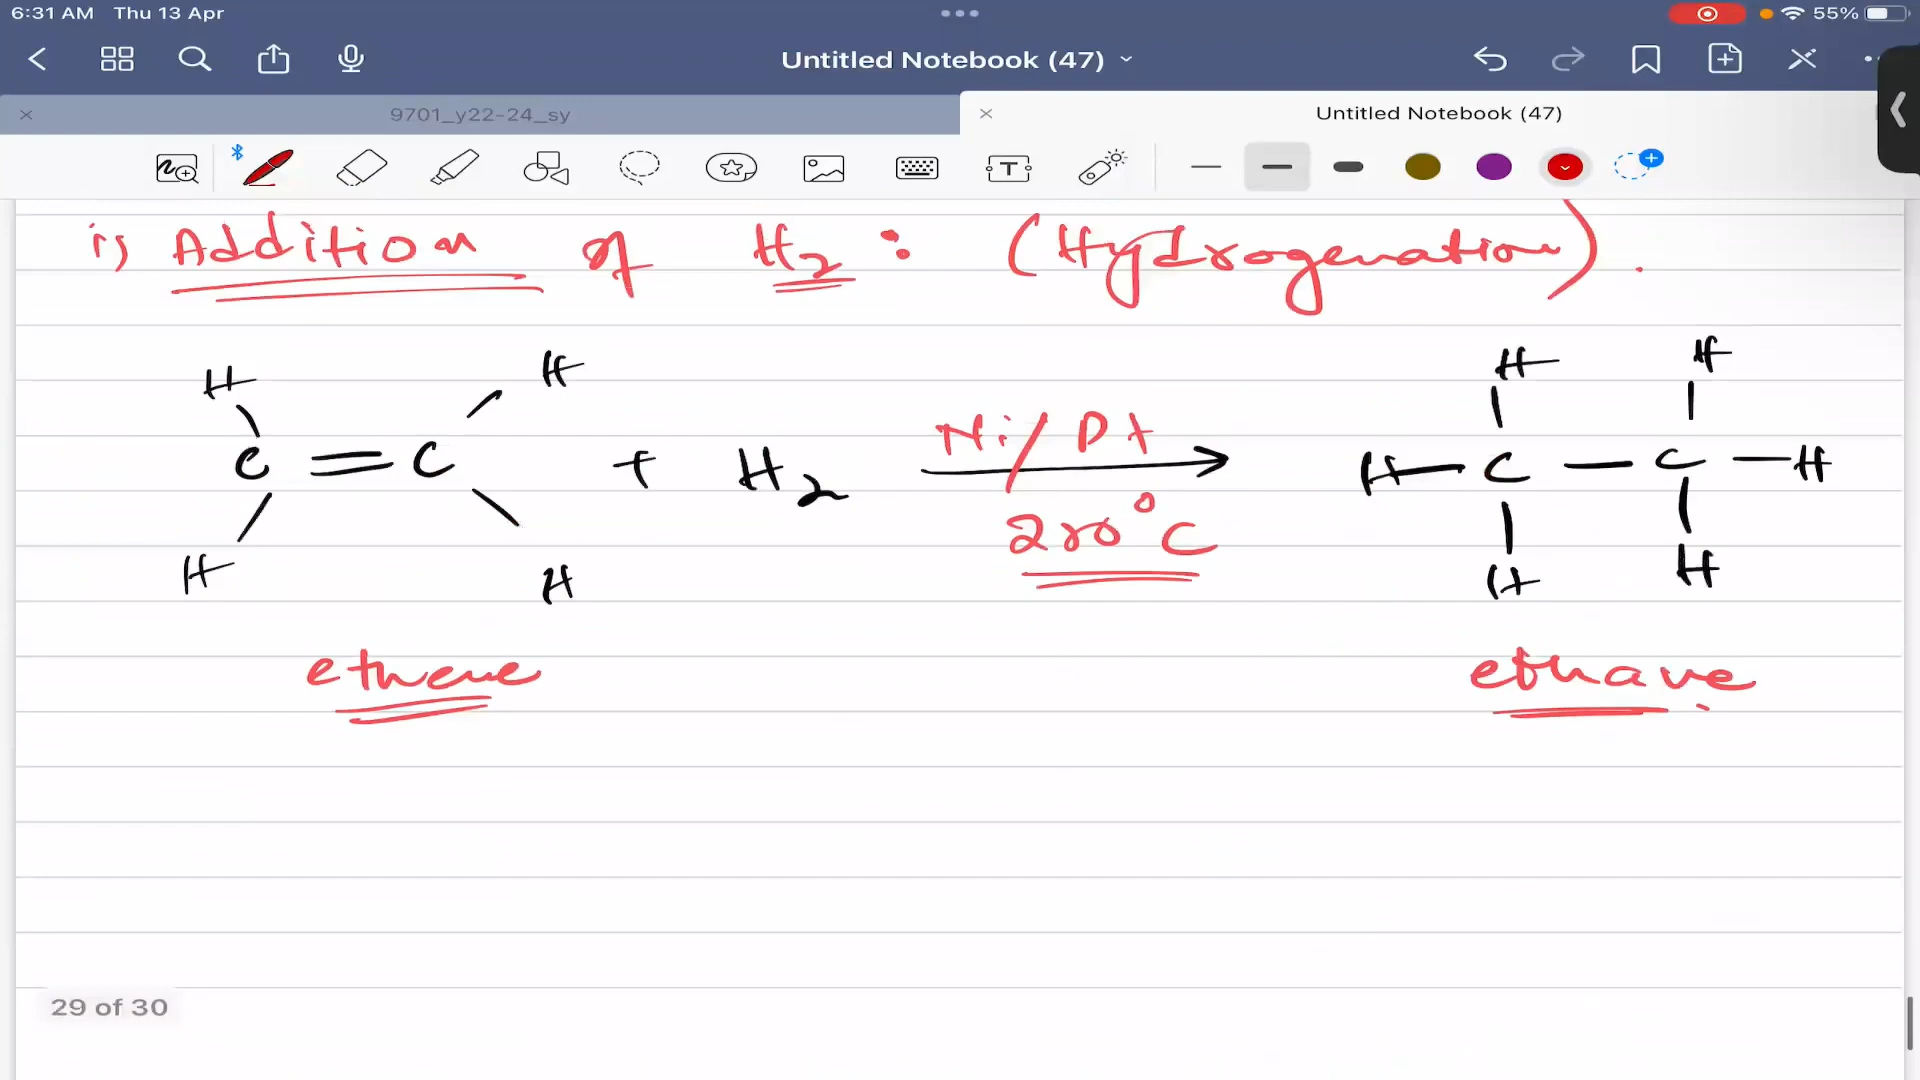 6:31 AM Thu 13 Apr
55%
Untitled Notebook (47)
9701_y22-24_sy
Untitled Notebook (47)
T
i) Addition of H2 : (Hydrogenation).
H H H H
C = C + H2 Ni/Pt H - C - C - H
200°C
H H H H
ethene ethane
29 of 30